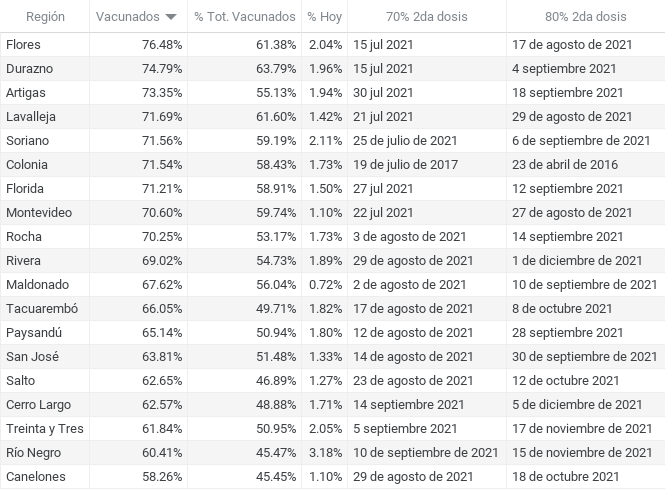 Región Vacunados % Tot. Vacunados % Hoy 70% 2da dosis 80% 2da dosis
Flores 76.48% 61.38% 2.04% 15 jul 2021 17 de agosto de 2021
Durazno 74.79% 63.79% 1.96% 15 jul 2021 4 septiembre 2021
Artigas 73.35% 55.13% 1.94% 30 jul 2021 18 septiembre 2021
Lavalleja 71.69% 61.60% 1.42% 21 jul 2021 29 de agosto de 2021
Soriano 71.56% 59.19% 2.11% 25 de julio de 2021 6 de septiembre de 2021
Colonia 71.54% 58.43% 1.73% 19 de julio de 2017 23 de abril de 2016
Florida 71.21% 58.91% 1.50% 27 jul 2021 12 septiembre 2021
Montevideo 70.60% 59.74% 1.10% 22 jul 2021 27 de agosto de 2021
Rocha 70.25% 53.17% 1.73% 3 de agosto de 2021 14 septiembre 2021
Rivera 69.02% 54.73% 1.89% 29 de agosto de 2021 1 de diciembre de 2021
Maldonado 67.62% 56.04% 0.72% 2 de agosto de 2021 10 de septiembre de 2021
Tacuarembó 66.05% 49.71% 1.82% 17 de agosto de 2021 8 de octubre de 2021
Paysandú 65.14% 50.94% 1.80% 12 de agosto de 2021 28 septiembre 2021
San José 63.81% 51.48% 1.33% 14 de agosto de 2021 30 de septiembre de 2021
Salto 62.65% 46.89% 1.27% 23 de agosto de 2021 12 de octubre 2021
Cerro Largo 62.57% 48.88% 1.71% 14 septiembre 2021 5 de diciembre de 2021
Treinta y Tres 61.84% 50.95% 2.05% 5 septiembre 2021 17 de noviembre de 2021
Río Negro 60.41% 45.47% 3.18% 10 de septiembre de 2021 15 de noviembre de 2021
Canelones 58.26% 45.45% 1.10% 29 de agosto de 2021 18 de octubre de 2021